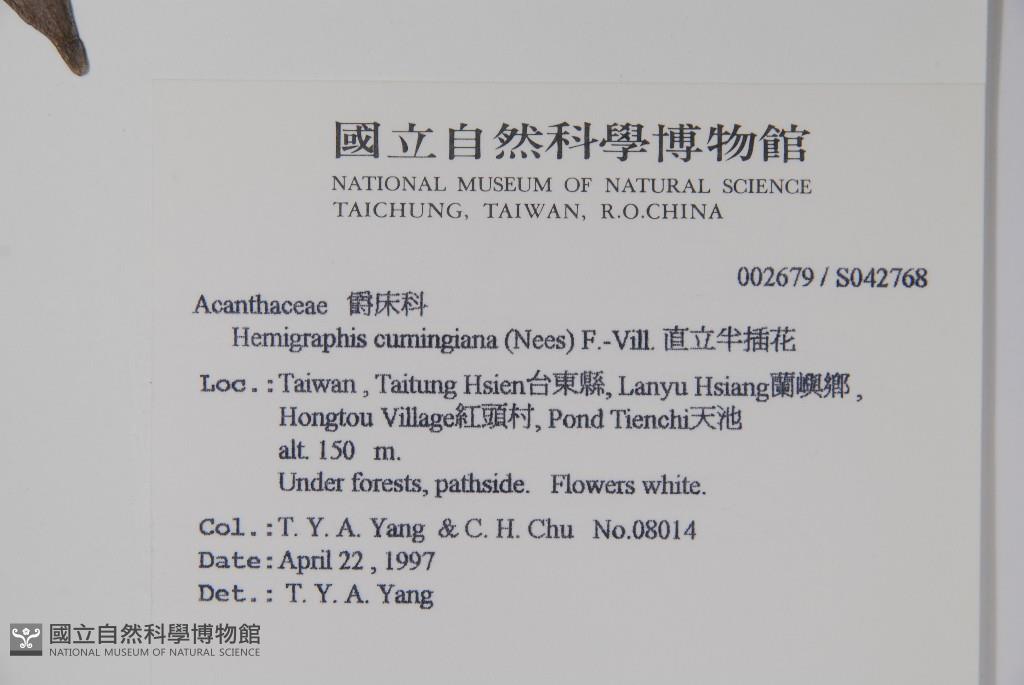 國立自然科學博物館
NATIONAL MUSEUM OF NATURAL SCIENCE
TAICHUNG, TAIWAN, R.O.CHINA
002679 / S042768
Acanthaceae 爵床科
Hemigraphis cumingiana (Nees) F.-Vill. 直立半插花
Loc.: Taiwan , Taitung Hsien台東縣, Lanyu Hsiang蘭嶼鄉 ,
Hongtou Village紅頭村, Pond Tienchi天池
alt. 150 m.
Under forests, pathside. Flowers white.
Col.: T. Y. A. Yang & C. H. Chu No.08014
Date: April 22 , 1997
Det.: T. Y. A. Yang
國立自然科學博物館
NATIONAL MUSEUM OF NATURAL SCIENCE